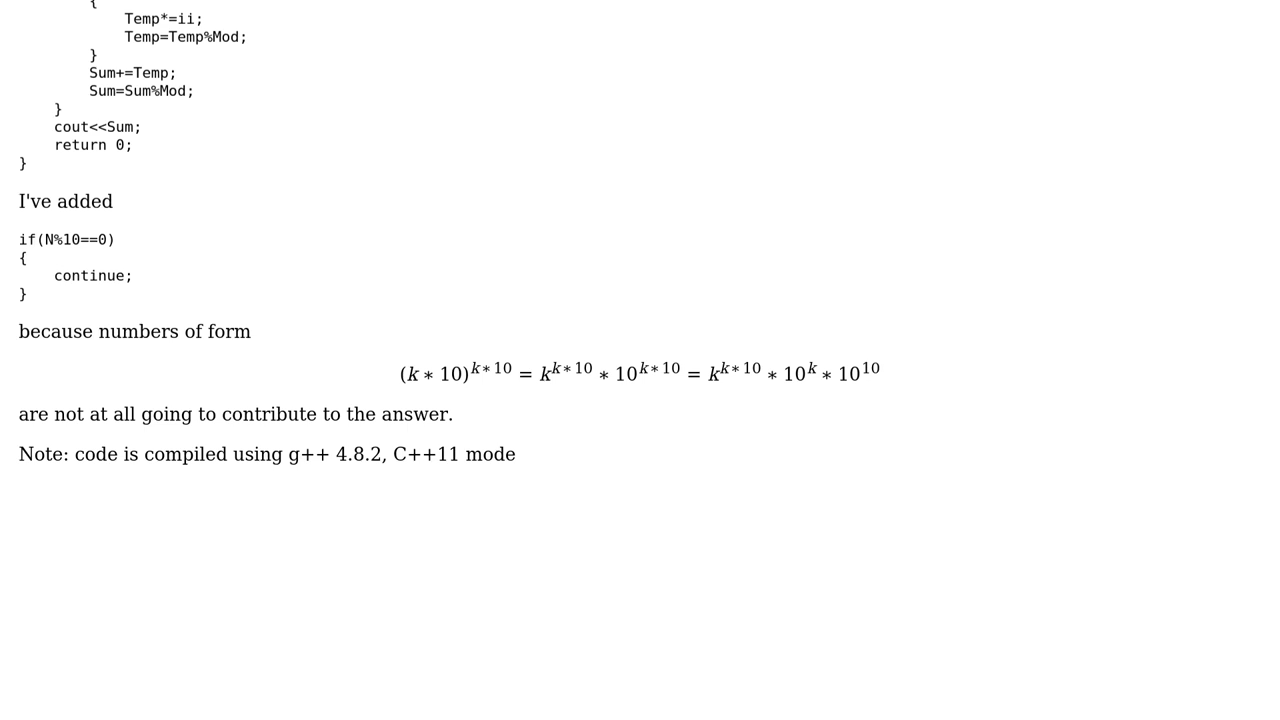 {
Temp*=ii;
Temp=Temp%Mod;
}
Sum+=Temp;
Sum=Sum%Mod;
}
cout<<Sum;
return 0;
}
I've added
if(N%10==0)
{
continue;
}
because numbers of form
(k ∗ 10)^{k∗10} = k^{k∗10} ∗ 10^{k∗10} = k^{k∗10} ∗ 10^k ∗ 10^{10}
are not at all going to contribute to the answer.
Note: code is compiled using g++ 4.8.2, C++11 mode